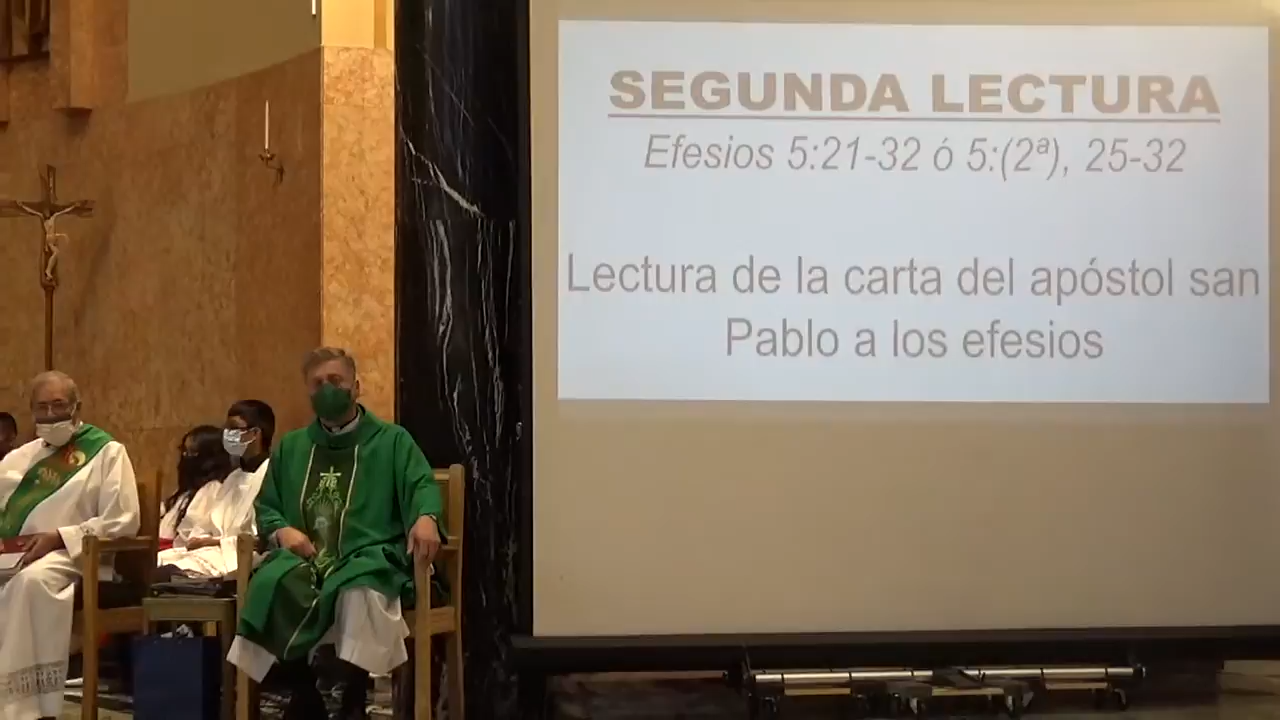 SEGUNDA LECTURA
Efesios 5:21-32 ó 5:(2ª), 25-32
Lectura de la carta del apóstol san
Pablo a los efesios